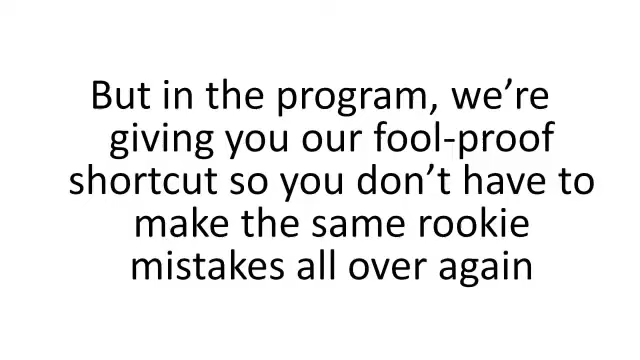 But in the program, we’re
giving you our fool-proof
shortcut so you don’t have to
make the same rookie
mistakes all over again